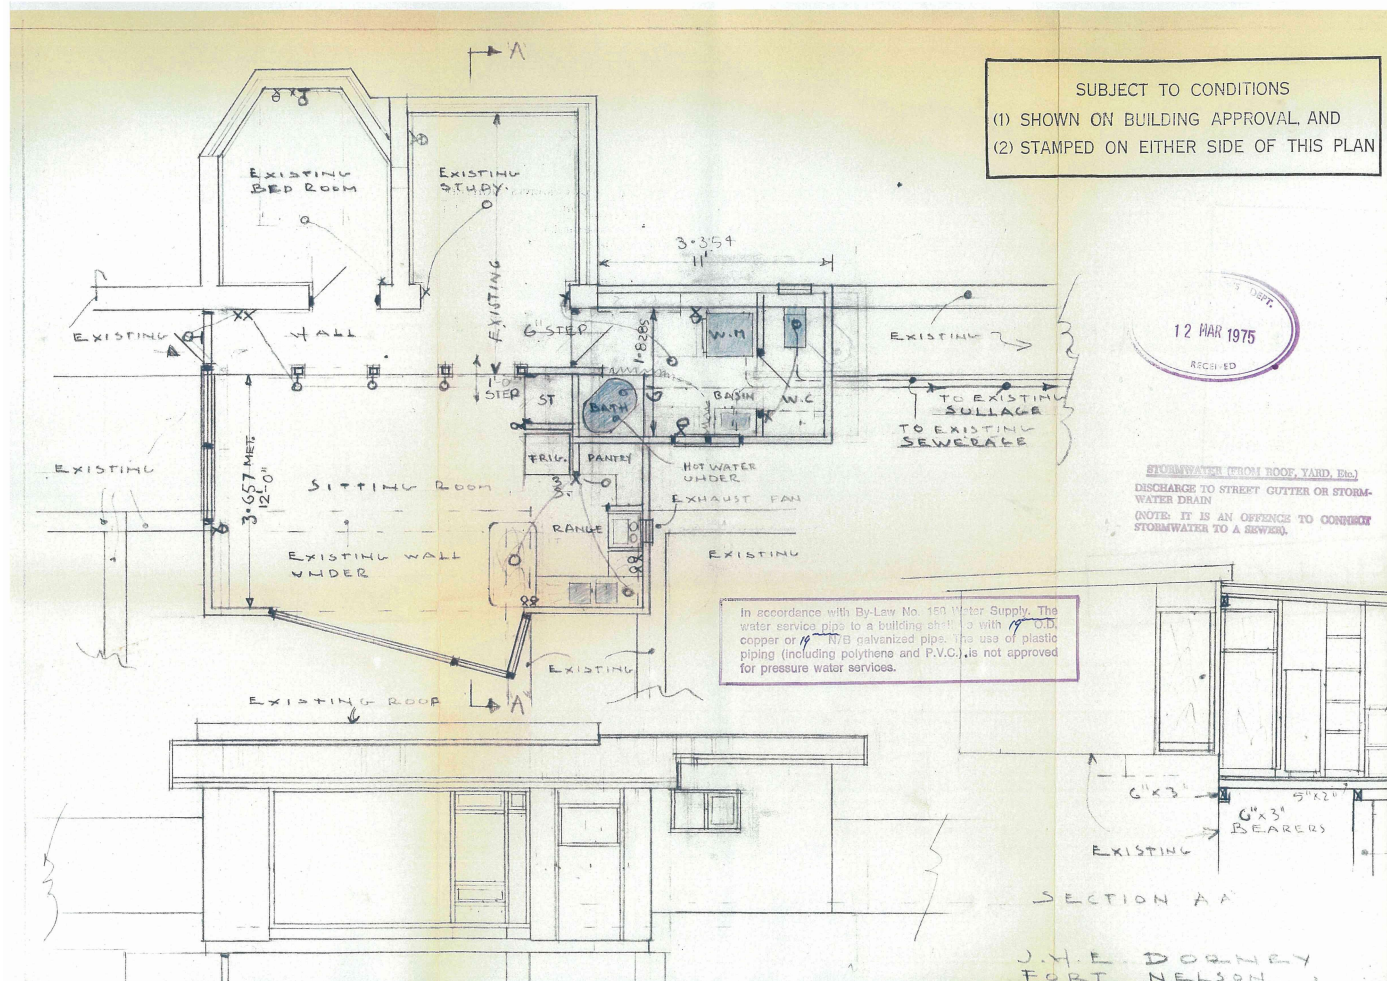 'A'
SUBJECT TO CONDITIONS
(1) SHOWN ON BUILDING APPROVAL, AND
(2) STAMPED ON EITHER SIDE OF THIS PLAN
EXISTING
BED ROOM
EXISTING
STUDY.
3·354
11'
DEPT.
12 MAR 1975
RECEIVED
EXISTING
WALL
EXISTING
6" STEP
1·8285
6'
W.M
W.C
BASIN
EXISTING
TO EXISTING
SULLAGE
TO EXISTING
SEWERAGE
1'-0"
STEP
ST
BATH
EXISTING
3·657 MET.
12'-0"
SITTING ROOM
FRIG.
PANTRY
HOT WATER
UNDER
EXHAUST FAN
RANGE
EXISTING WALL
UNDER
EXISTING
STORMWATER (FROM ROOF, YARD, Etc.)
DISCHARGE TO STREET GUTTER OR STORM-
WATER DRAIN
(NOTE: IT IS AN OFFENCE TO CONNECT
STORMWATER TO A SEWER).
In accordance with By-Law No. 158 Water Supply. The
water service pipe to a building shall be with 19 O.D.
copper or 19 N/B galvanized pipe. The use of plastic
piping (including polythene and P.V.C.) is not approved
for pressure water services.
EXISTING
EXISTING ROOF
'A'
6"x3"
5"x2"
6"x3"
BEARERS
EXISTING
SECTION AA
J.H.E. DORNEY
FORT NELSON